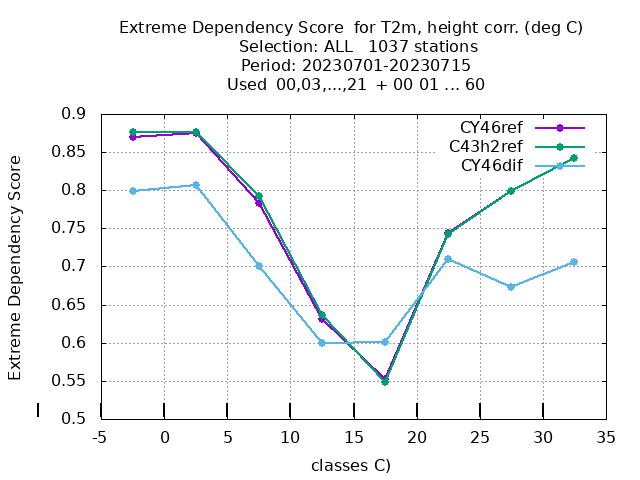 Extreme Dependency Score  for T2m, height corr. (deg C)
Selection: ALL   1037 stations
Period: 20230701-20230715
Used  00,03,...,21  + 00 01 ... 60
Extreme Dependency Score
0.9
0.85
0.8
0.75
0.7
0.65
0.6
0.55
0.5
CY46ref
C43h2ref
CY46dif
-5 0 5 10 15 20 25 30 35
classes C)